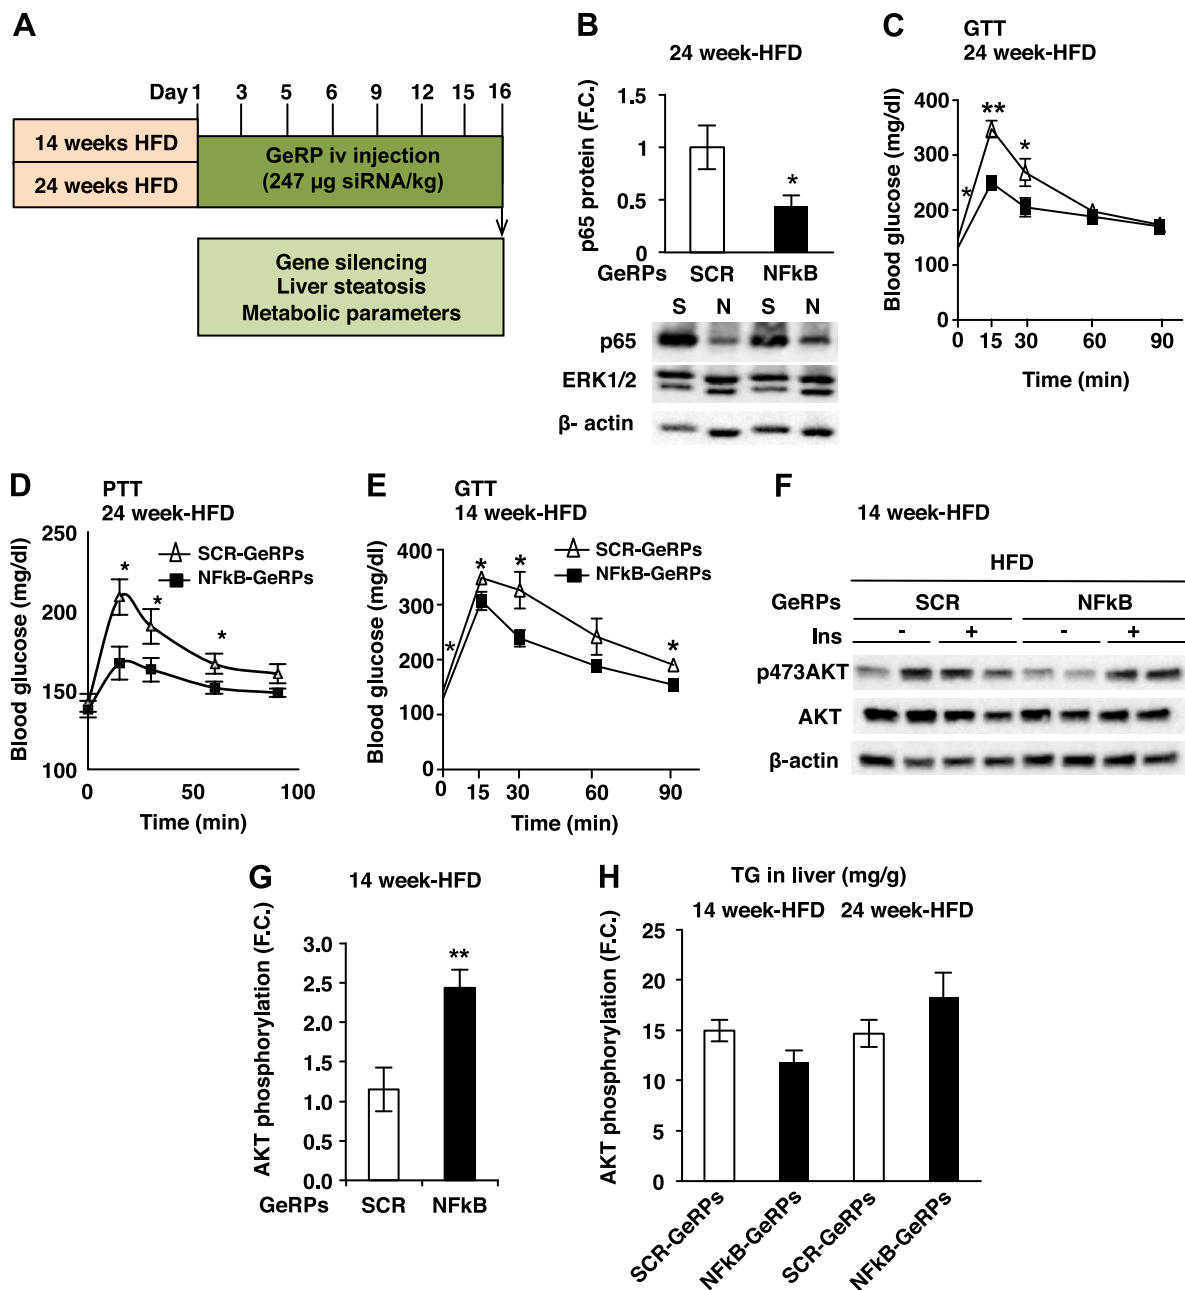 A
Day 1 3 5 6 9 12 15 16
14 weeks HFD
24 weeks HFD
GeRP iv injection
(247 µg siRNA/kg)
Gene silencing
Liver steatosis
Metabolic parameters
B
24 week-HFD
p65 protein (F.C.)
1.5
1
0.5
0
*
GeRPs SCR NFkB
S N S N
p65
ERK1/2
β- actin
C
GTT
24 week-HFD
Blood glucose (mg/dl)
400
300
200
100
0
*
**
*
0 15 30 60 90
Time (min)
D
PTT
24 week-HFD
Blood glucose (mg/dl)
250
200
150
100
SCR-GeRPs
NFkB-GeRPs
*
*
*
0 50 100
Time (min)
E
GTT
14 week-HFD
Blood glucose (mg/dl)
400
300
200
100
0
SCR-GeRPs
NFkB-GeRPs
*
*
*
*
0 15 30 60 90
Time (min)
F
14 week-HFD
HFD
GeRPs SCR NFkB
Ins - + - +
p473AKT
AKT
β-actin
G
14 week-HFD
AKT phosphorylation (F.C.)
3.0
2.5
2.0
1.5
1.0
0.5
0.0
**
GeRPs SCR NFkB
H
TG in liver (mg/g)
14 week-HFD 24 week-HFD
AKT phosphorylation (F.C.)
25
20
15
10
5
0
SCR-GeRPs
NFkB-GeRPs
SCR-GeRPs
NFkB-GeRPs